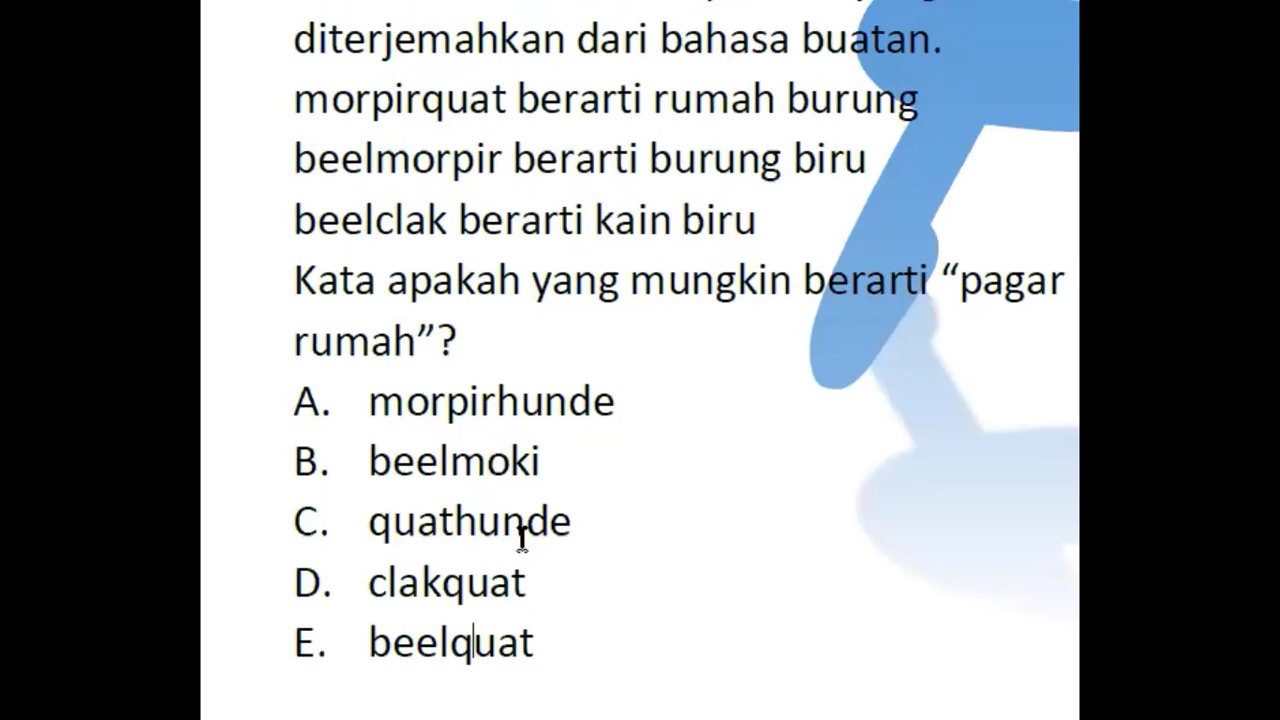 diterjemahkan dari bahasa buatan.
morpirquat berarti rumah burung
beelmorpir berarti burung biru
beelclak berarti kain biru
Kata apakah yang mungkin berarti “pagar
rumah”?
A. morpirhunde
B. beelmoki
C. quathunde
D. clakquat
E. beelquat